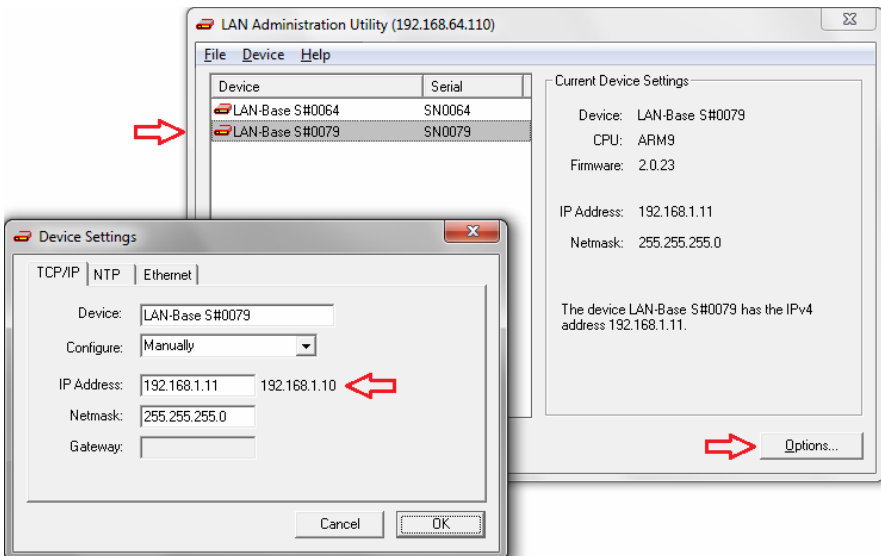 LAN Administration Utility (192.168.64.110)
File Device Help
Device Serial
LAN-Base S#0064 SN0064
LAN-Base S#0079 SN0079
Current Device Settings
Device: LAN-Base S#0079
CPU: ARM9
Firmware: 2.0.23
IP Address: 192.168.1.11
Netmask: 255.255.255.0
The device LAN-Base S#0079 has the IPv4
address 192.168.1.11.
Options...
Device Settings
TCP/IP NTP Ethernet
Device: LAN-Base S#0079
Configure: Manually
IP Address: 192.168.1.11 192.168.1.10
Netmask: 255.255.255.0
Gateway:
Cancel OK